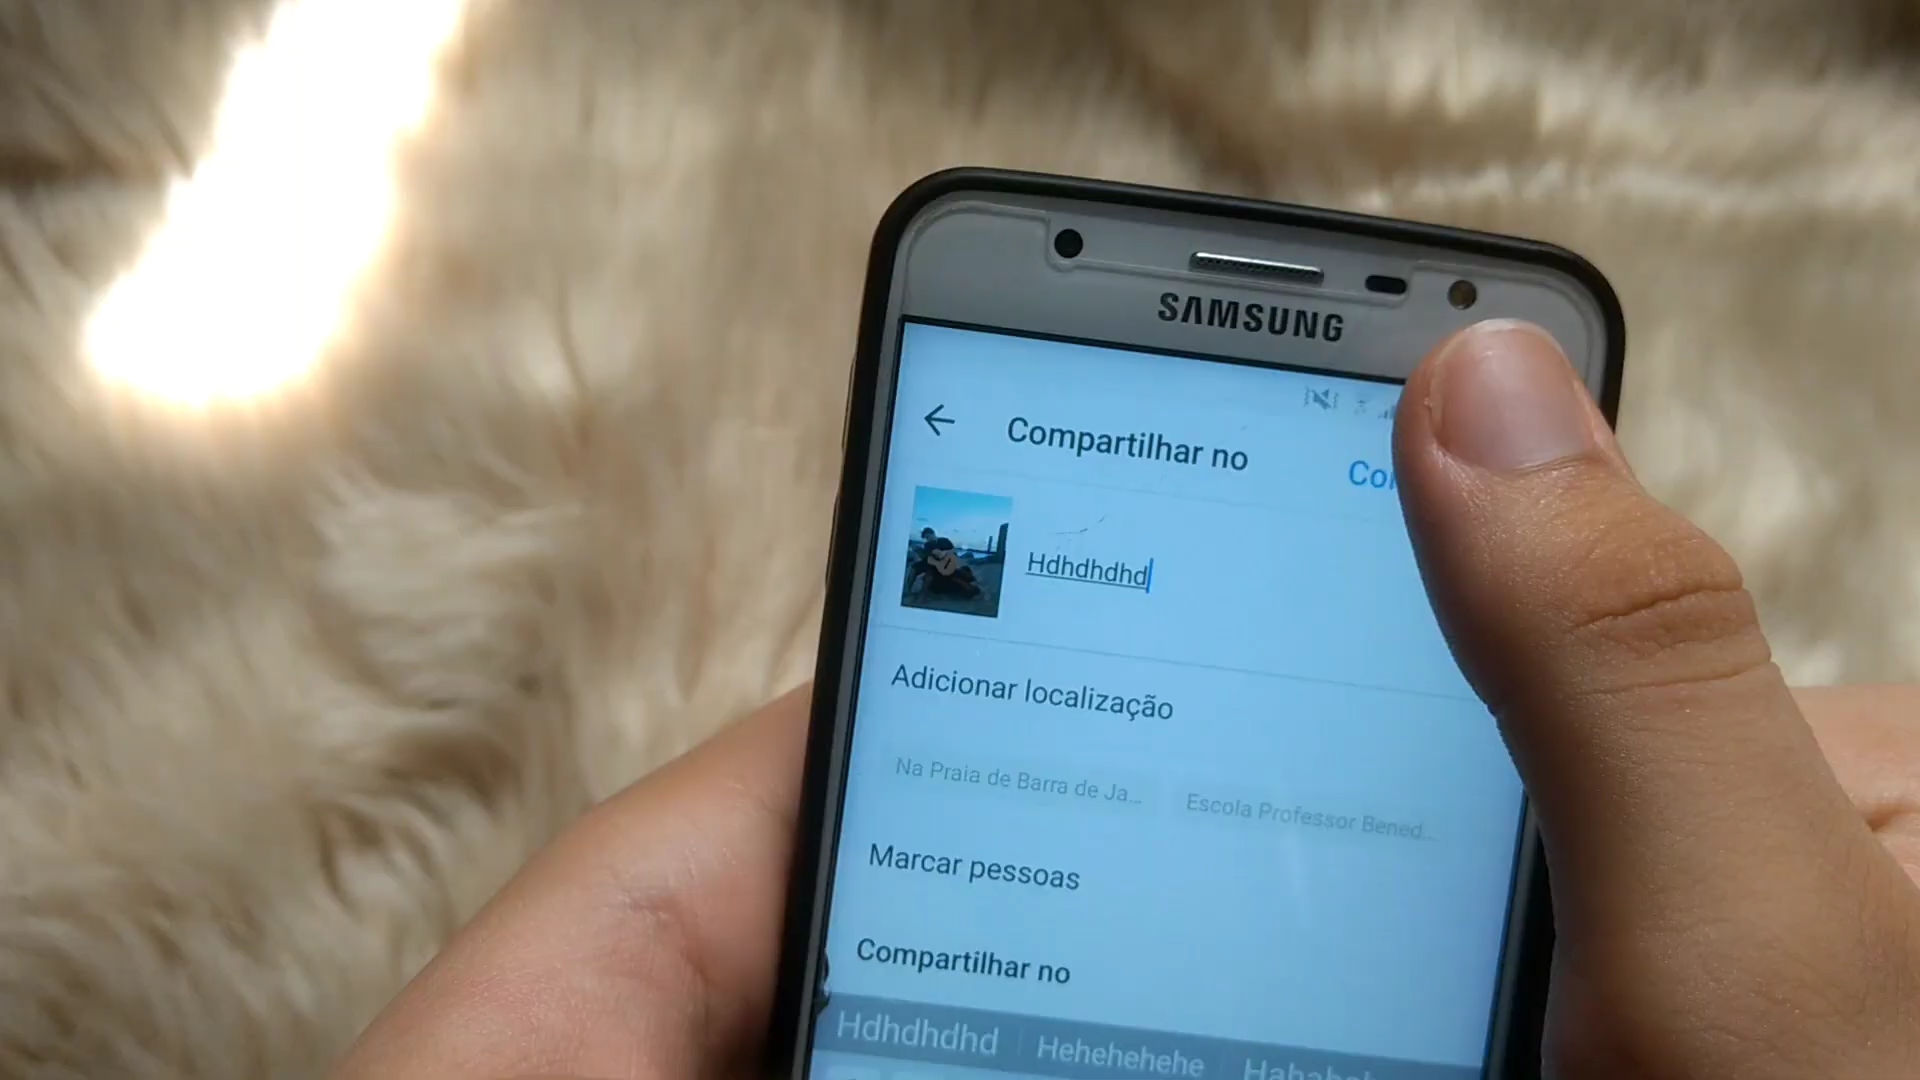 SAMSUNG
Compartilhar no
Hdhdhdhd
Adicionar localização
Na Praia de Barra de Ja...
Escola Professor Bened...
Marcar pessoas
Compartilhar no
Hdhdhdhd
Hehehehehe